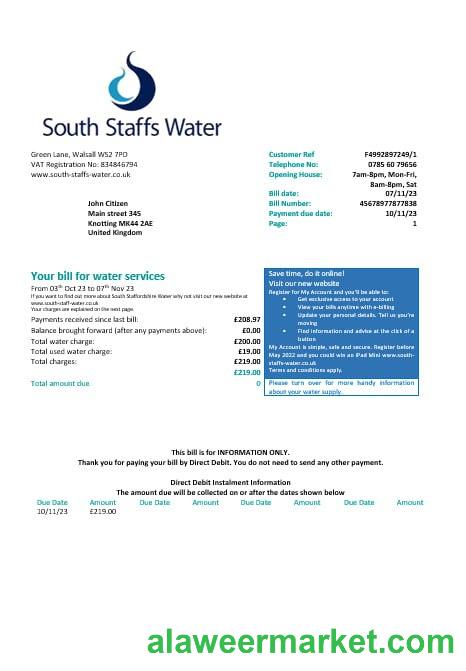 South Staffs Water
Green Lane, Walsall WS2 7PD
VAT Registration No: 834846794
www.south-staffs-water.co.uk
Customer Ref F4992897249/1
Telephone No: 0785 60 79656
Opening House: 7am-8pm, Mon-Fri,
8am-8pm, Sat
Bill date: 07/11/23
Bill Number: 45678977877838
Payment due date: 10/11/23
Page: 1
John Citizen
Main street 345
Knotting MK44 2AE
United Kingdom
Your bill for water services
From 03th Oct 23 to 07th Nov 23
If you want to find out more about South Staffordshire Water why not visit our new website at
www.south-staff-water.co.uk
Your charges are explained on the next page.
Payments received since last bill: £208.97
Balance brought forward (after any payments above): £0.00
Total water charge: £200.00
Total used water charge: £19.00
Total charges: £219.00
£219.00
Total amount due 0
Save time, do it online!
Visit our new website
Register for My Account and you'll be able to:
• Get exclusive access to your account
• View your bills anytime with e-billing
• Update your personal details. Tell us you're
moving
• Find information and advice at the click of a
button
My Account is simple, safe and secure. Register before
May 2022 and you could win an iPad Mini www.south-
staffs-water.co.uk
Terms and conditions apply.
Please turn over for more handy information
about your water supply.
This bill is for INFORMATION ONLY.
Thank you for paying your bill by Direct Debit. You do not need to send any other payment.
Direct Debit Instalment Information
The amount due will be collected on or after the dates shown below
Due Date Amount Due Date Amount Due Date Amount Due Date Amount
10/11/23 £219.00
alaweermarket.com